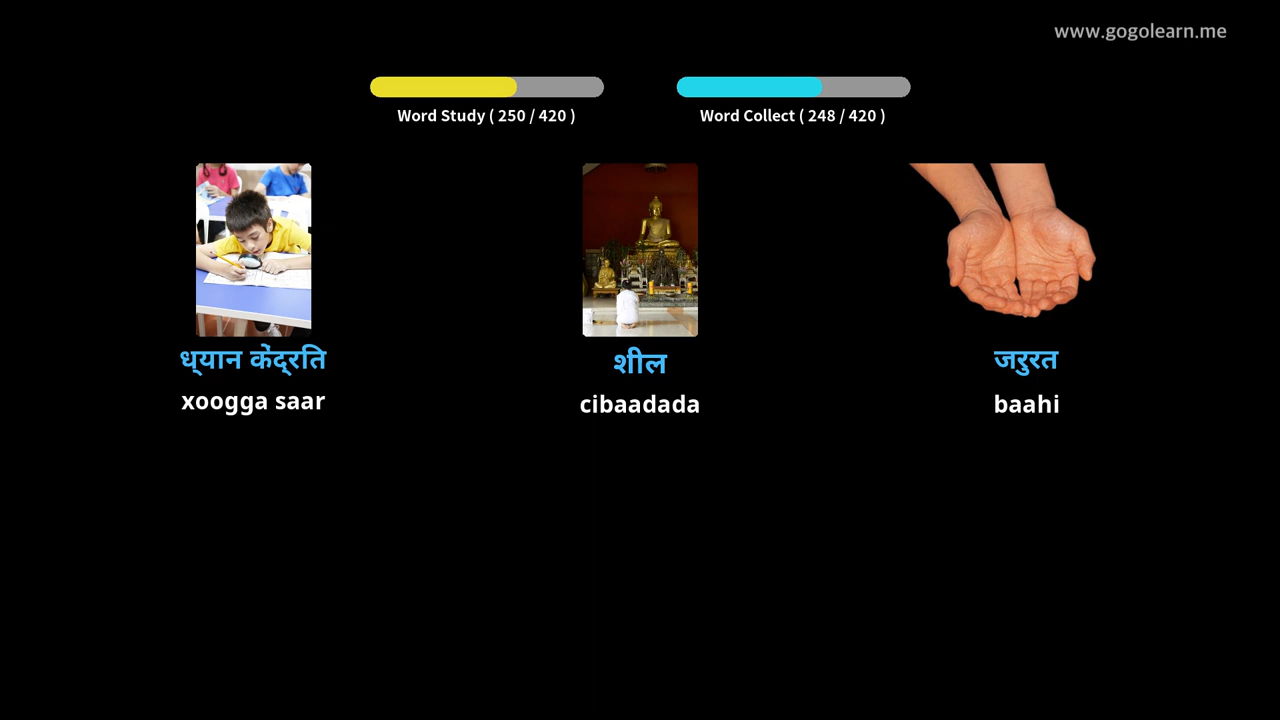 www.gogolearn.me
Word Study ( 250 / 420 )
Word Collect ( 248 / 420 )
ध्यान केंद्रति
xoogga saar
शील
cibaadada
जरुरत
baahi